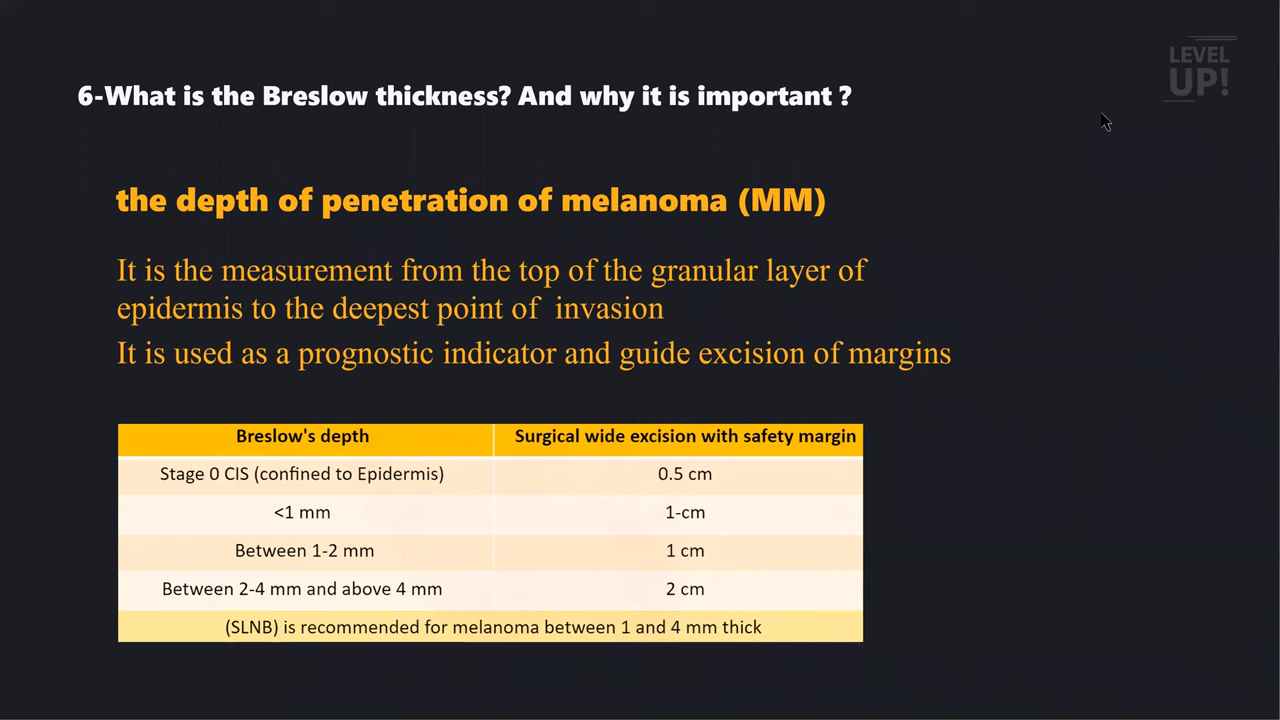 LEVEL
UP!
6-What is the Breslow thickness? And why it is important ?
the depth of penetration of melanoma (MM)
It is the measurement from the top of the granular layer of
epidermis to the deepest point of invasion
It is used as a prognostic indicator and guide excision of margins
Breslow's depth Surgical wide excision with safety margin
Stage 0 CIS (confined to Epidermis) 0.5 cm
<1 mm 1-cm
Between 1-2 mm 1 cm
Between 2-4 mm and above 4 mm 2 cm
(SLNB) is recommended for melanoma between 1 and 4 mm thick